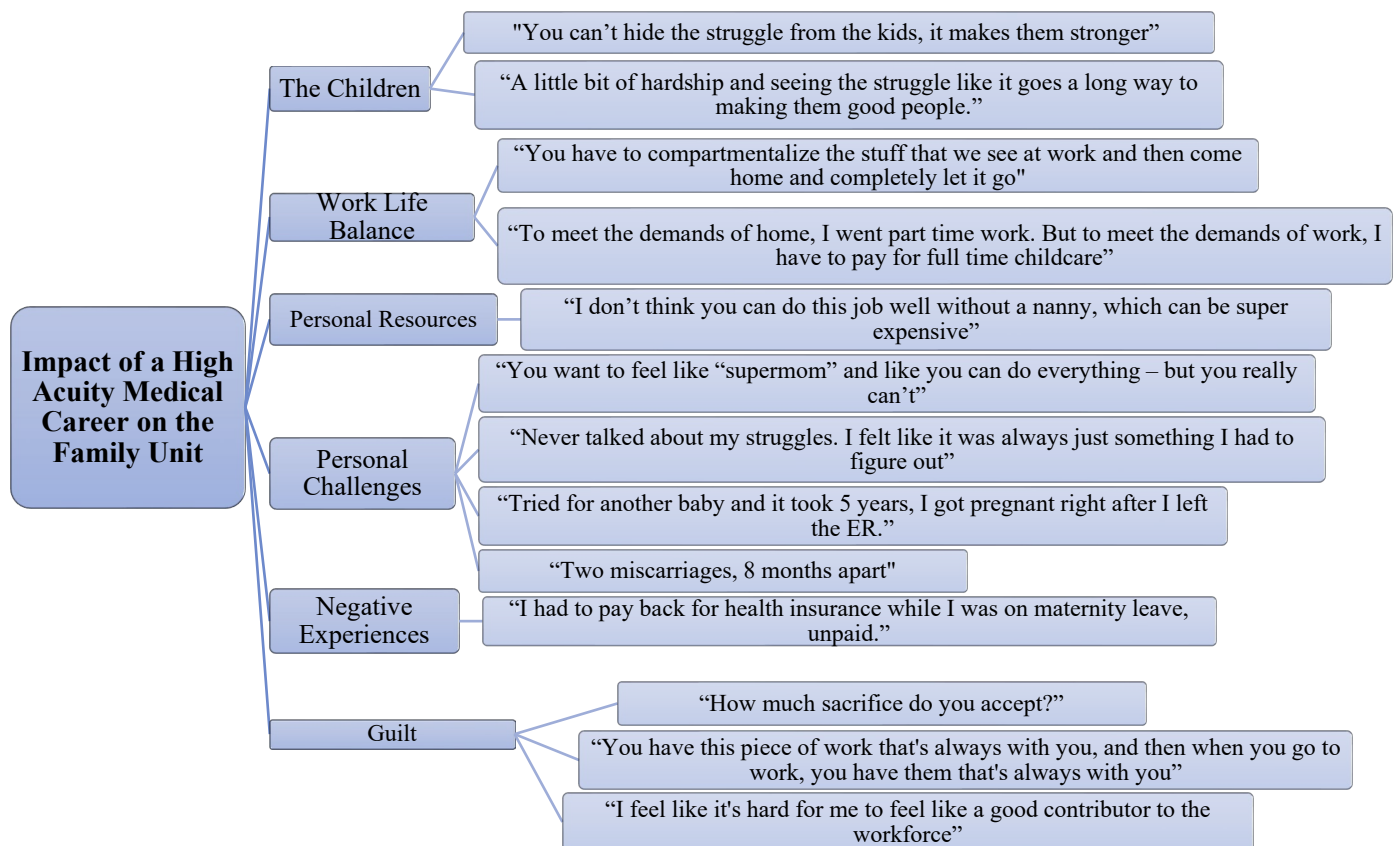 Impact of a High
Acuity Medical
Career on the
Family Unit
The Children
"You can’t hide the struggle from the kids, it makes them stronger”
“A little bit of hardship and seeing the struggle like it goes a long way to
making them good people.”
Work Life
Balance
“You have to compartmentalize the stuff that we see at work and then come
home and completely let it go"
“To meet the demands of home, I went part time work. But to meet the demands of work, I
have to pay for full time childcare”
Personal Resources
“I don’t think you can do this job well without a nanny, which can be super
expensive”
Personal
Challenges
“You want to feel like “supermom” and like you can do everything – but you really
can’t”
“Never talked about my struggles. I felt like it was always just something I had to
figure out”
“Tried for another baby and it took 5 years, I got pregnant right after I left
the ER.”
“Two miscarriages, 8 months apart"
Negative
Experiences
“I had to pay back for health insurance while I was on maternity leave,
unpaid.”
Guilt
“How much sacrifice do you accept?”
“You have this piece of work that's always with you, and then when you go to
work, you have them that's always with you”
“I feel like it's hard for me to feel like a good contributor to the
workforce”